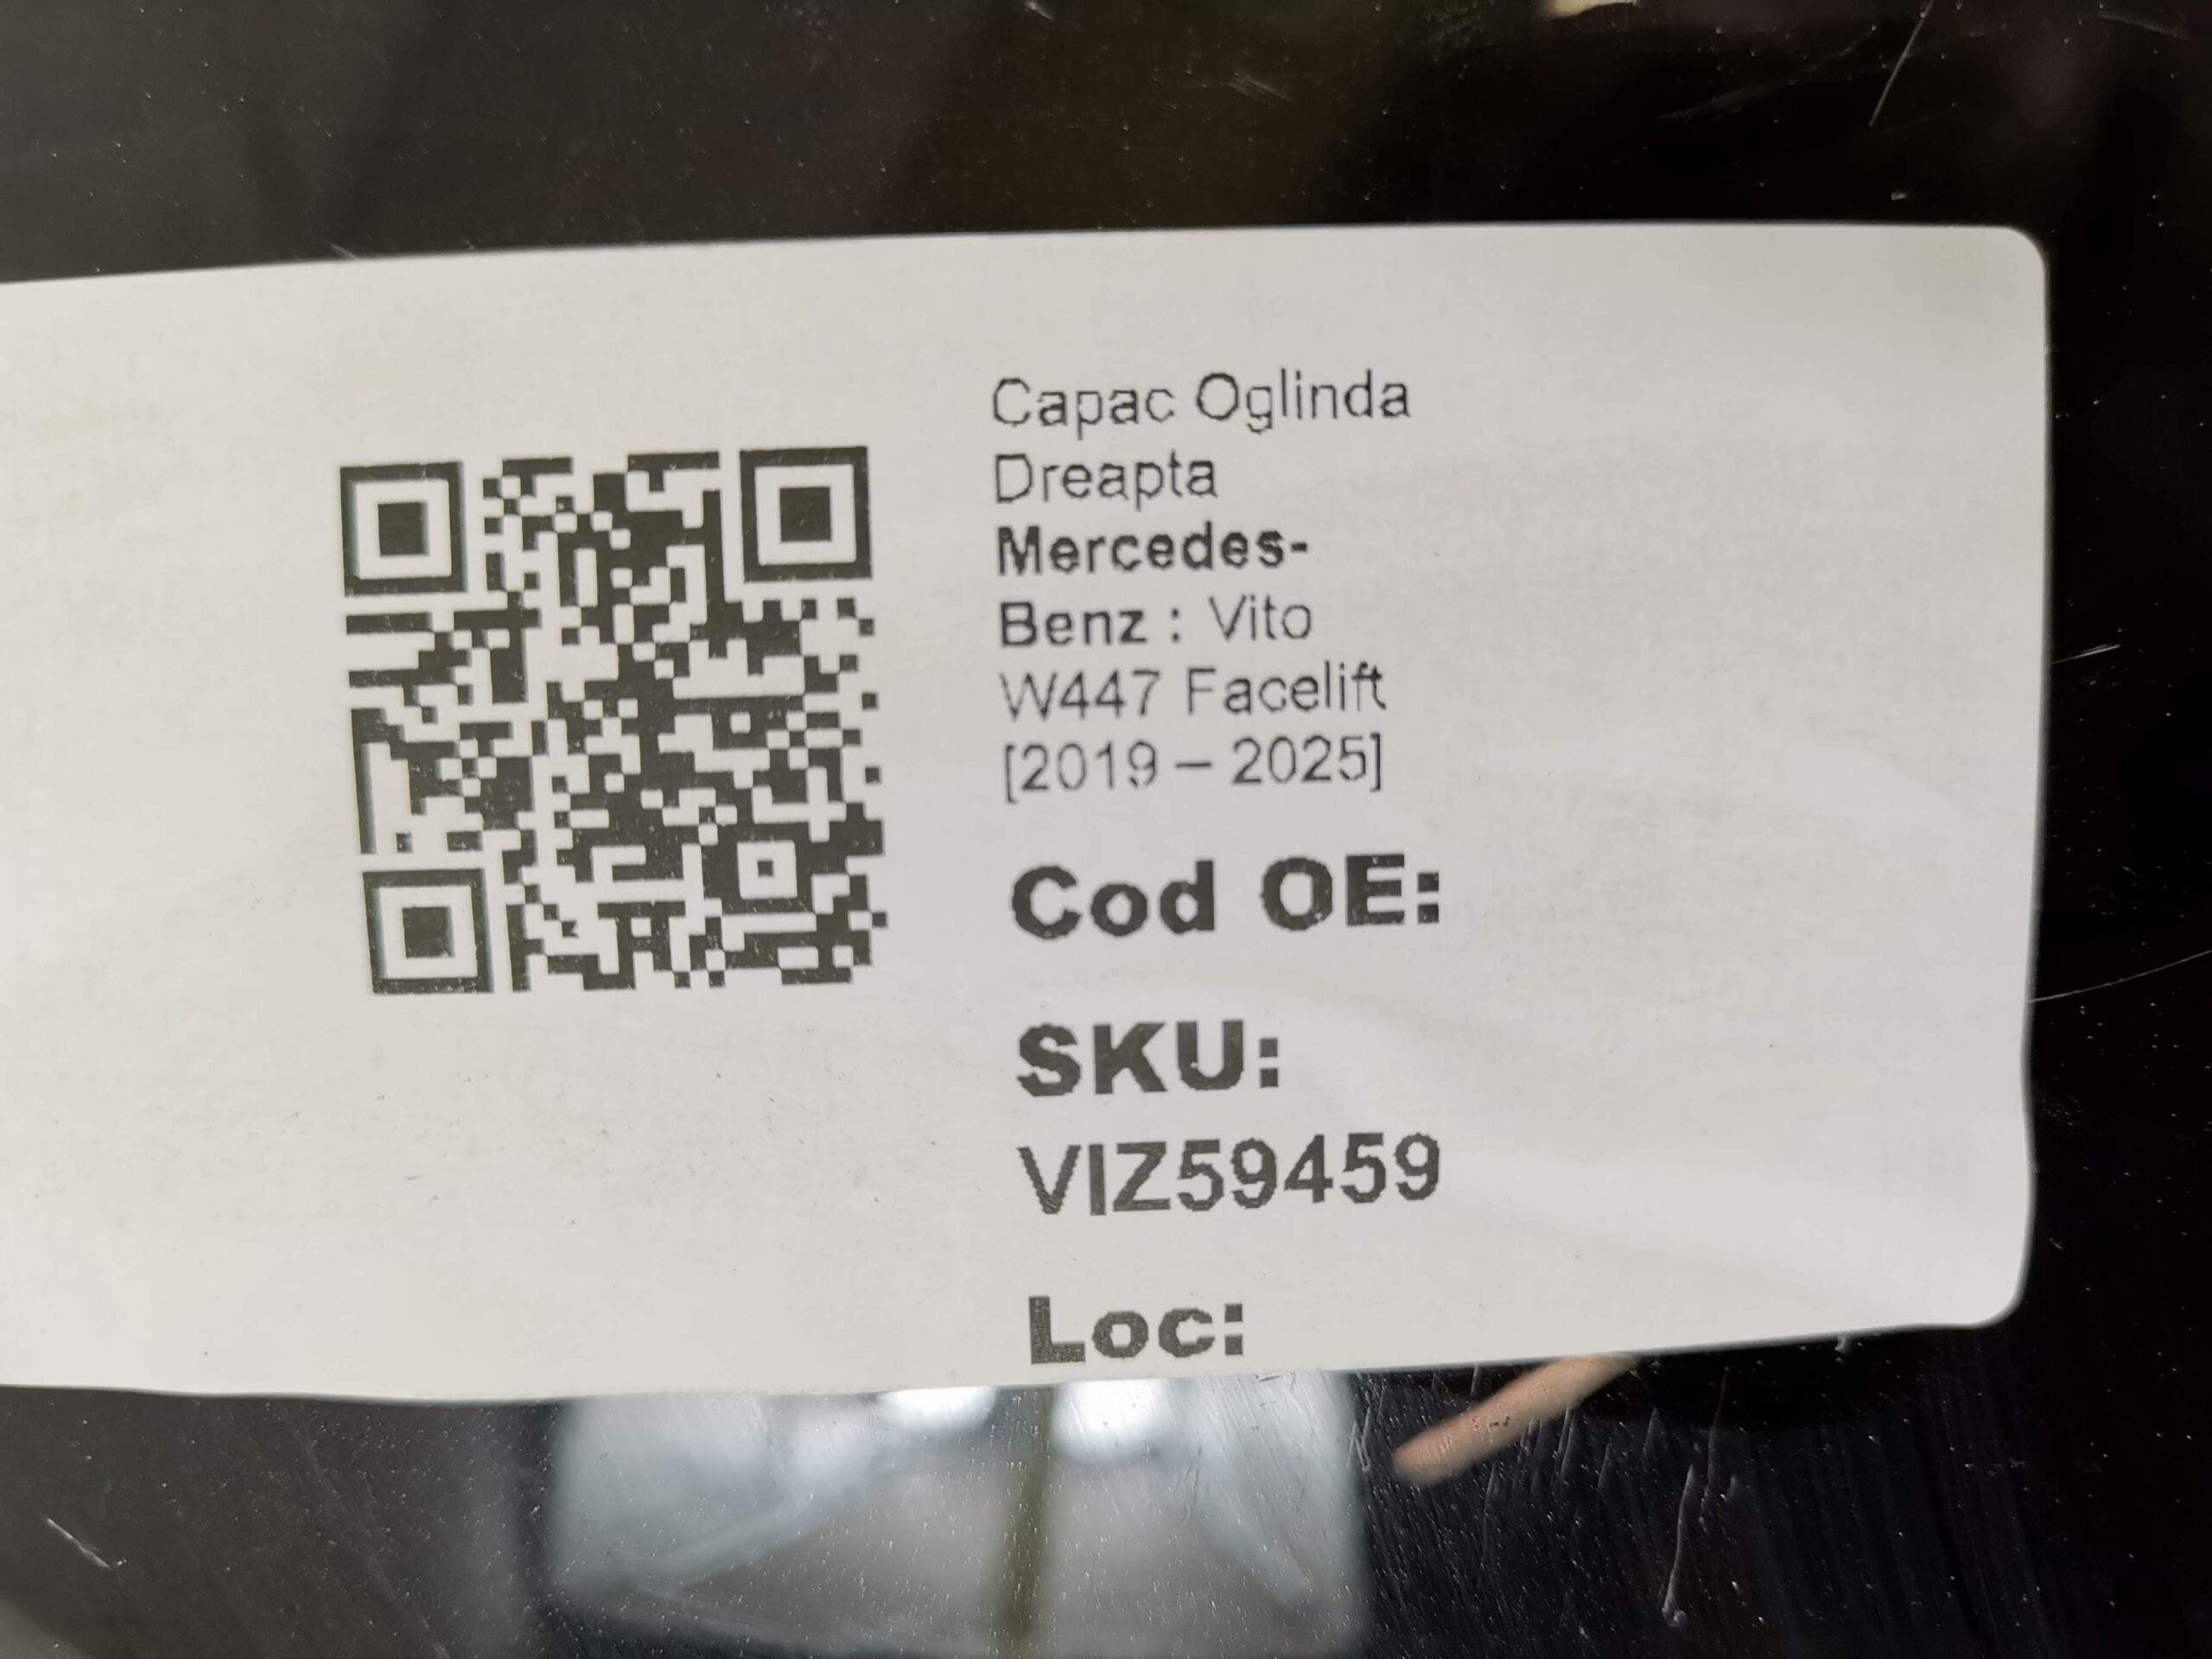 Capac Oglinda
Dreapta
Mercedes-
Benz : Vito
W447 Facelift
[2019 – 2025]
Cod OE:
SKU:
VIZ59459
Loc: